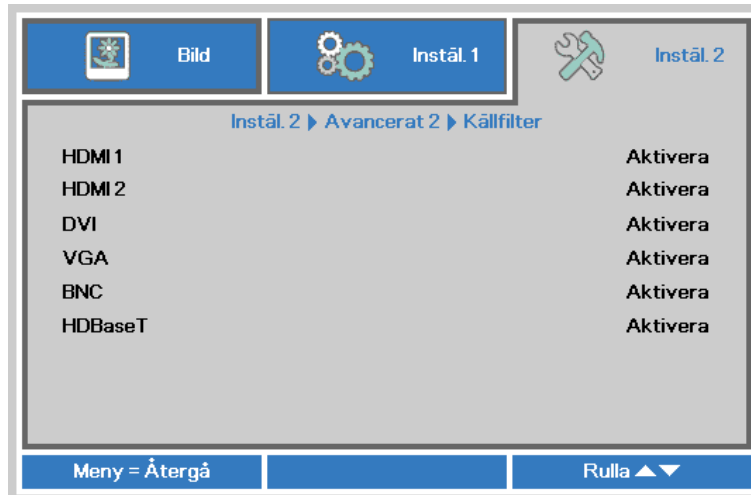 Bild
Instäl. 1
Instäl. 2
Instäl. 2 ▶ Avancerat 2 ▶ Källfilter
HDMI 1 Aktivera
HDMI 2 Aktivera
DVI Aktivera
VGA Aktivera
BNC Aktivera
HDBaseT Aktivera
Meny = Återgå
Rulla ▲▼